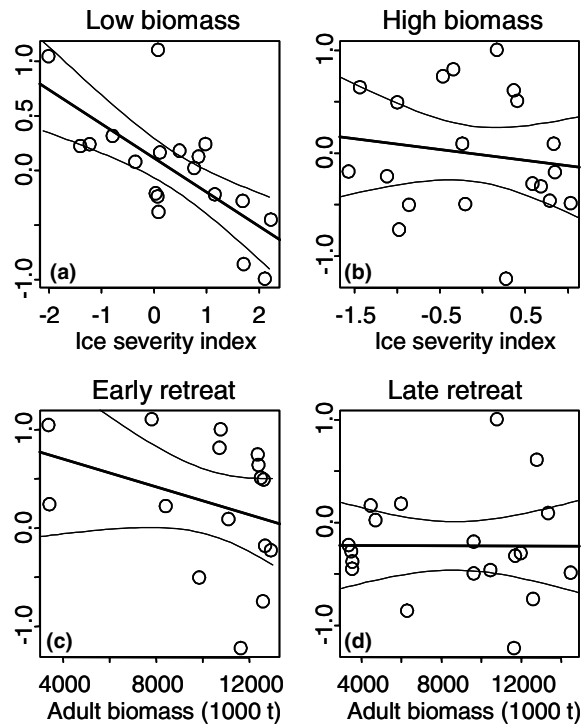 Low biomass
High biomass
1.0
0.5
0.0
-1.0
(a)
-2 -1 0 1 2
Ice severity index
1.0
0.0
-1.0
(b)
-1.5 -0.5 0.5
Ice severity index
Early retreat
Late retreat
1.0
0.0
-1.0
(c)
4000 8000 12000
Adult biomass (1000 t)
1.0
0.0
-1.0
(d)
4000 8000 12000
Adult biomass (1000 t)